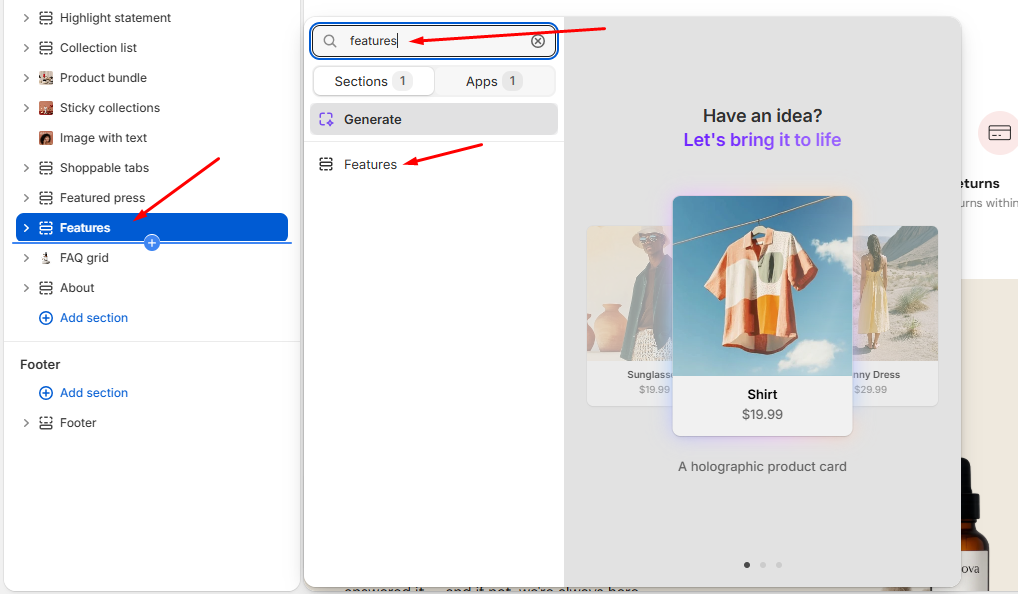 Highlight statement
Collection list
Product bundle
Sticky collections
Image with text
Shoppable tabs
Featured press
Features
FAQ grid
About
Add section
Footer
Add section
Footer
features
Sections 1
Apps 1
Generate
Features
Have an idea?
Let's bring it to life
Sunglass
$19.99
Shirt
$19.99
nny Dress
$29.99
A holographic product card
eturns
urns within
ova